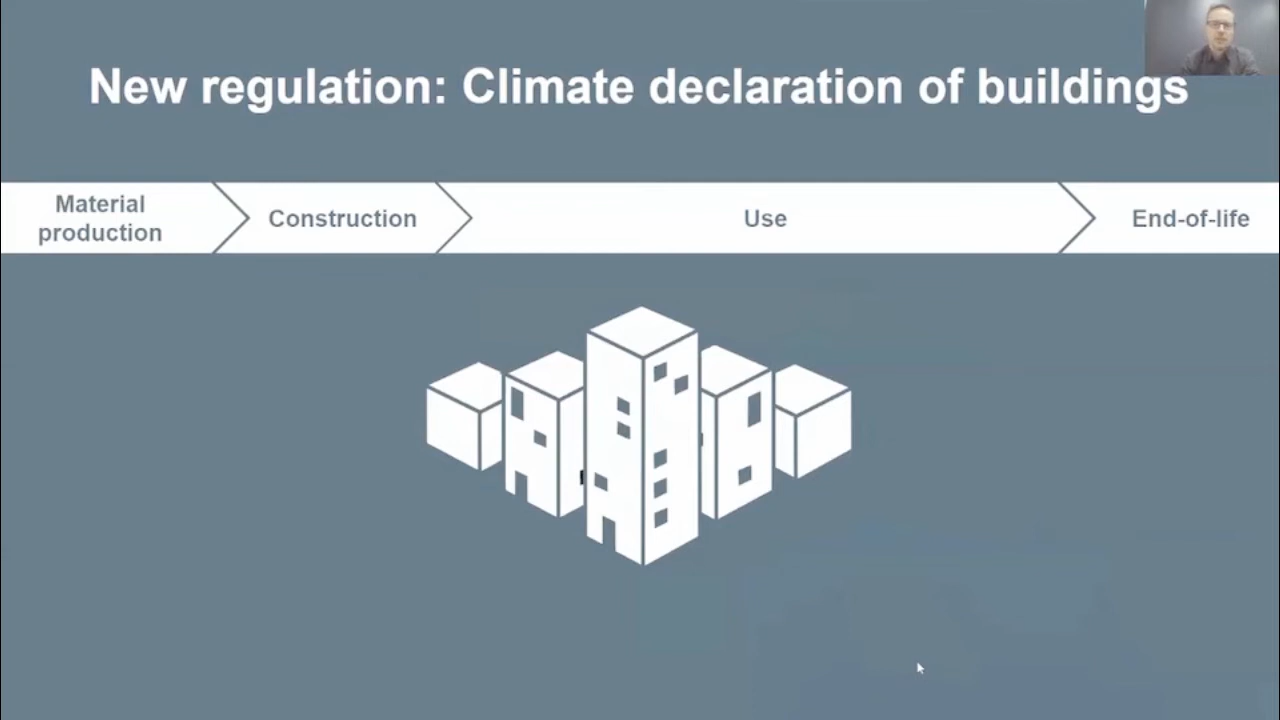 New regulation: Climate declaration of buildings
Material
production
Construction
Use
End-of-life